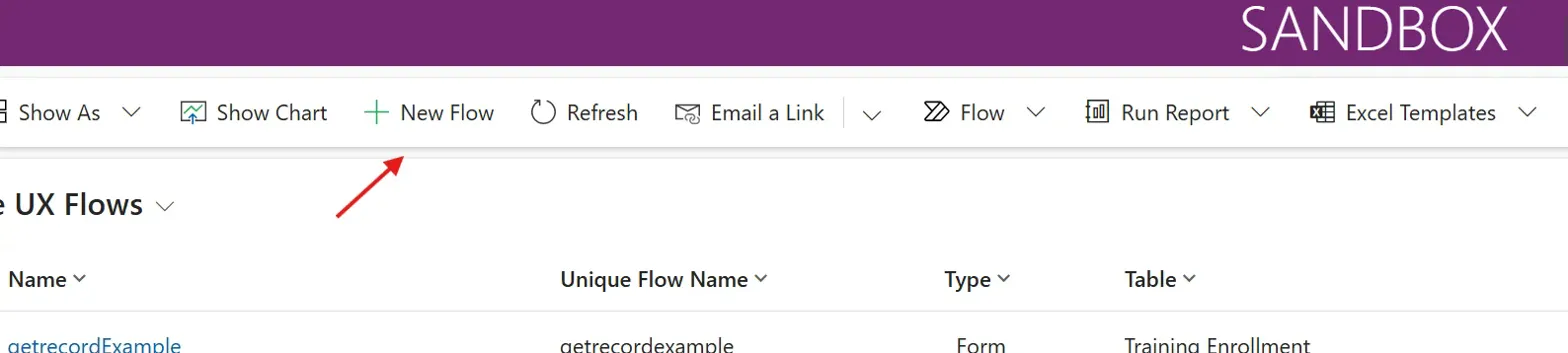 SANDBOX
Show As Show Chart New Flow Refresh Email a Link Flow Run Report Excel Templates
e UX Flows
Name Unique Flow Name Type Table
getrecordExample getrecordexample Form Training Enrollment